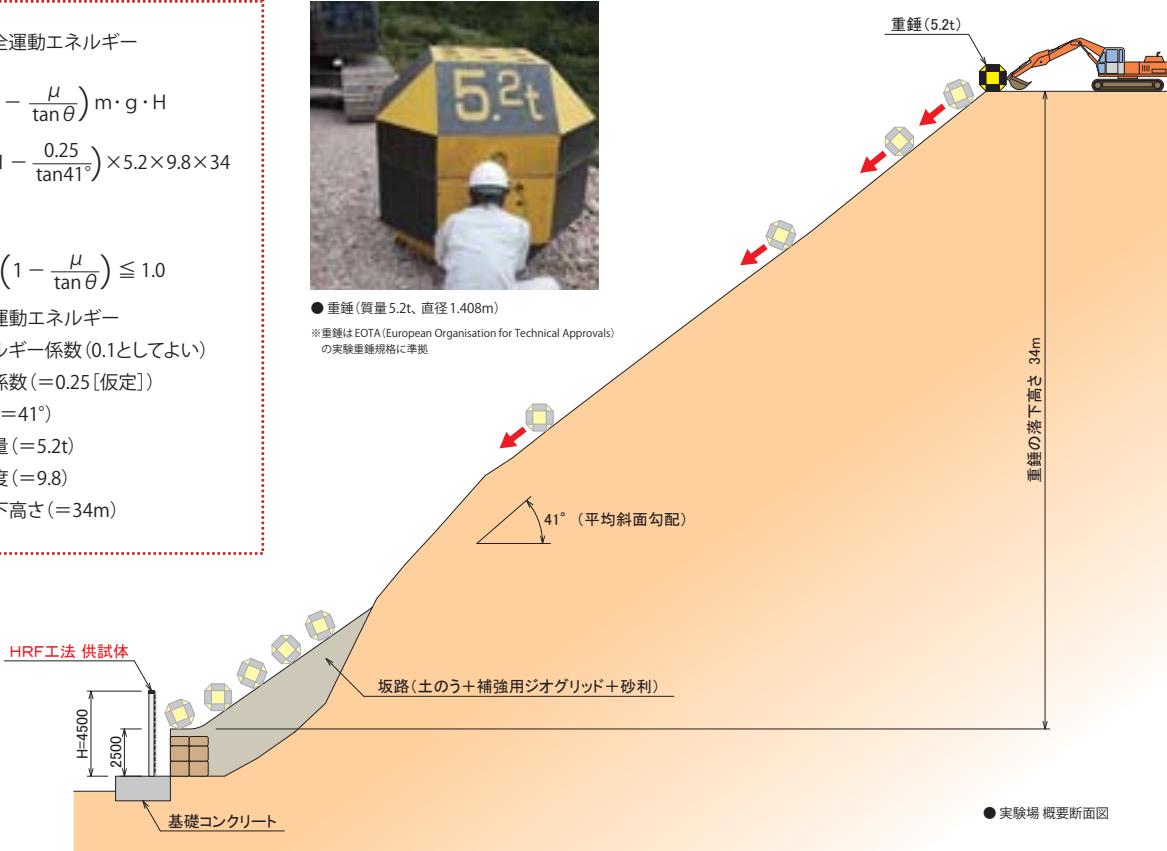 全運動エネルギー
− μ/tanθ) m・g・H
− 0.25/tan41°)×5.2×9.8×34
(1 − μ/tanθ) ≦ 1.0
運動エネルギー
ルギー係数(0.1としてよい)
係数(=0.25[仮定])
=41°)
量(=5.2t)
度(=9.8)
下高さ(=34m)
5.2t
● 重錘(質量5.2t、直径1.408m)
※重錘はEOTA(European Organisation for Technical Approvals)
の実験重錘規格に準拠
重錘(5.2t)
重錘の落下高さ 34m
41°(平均斜面勾配)
HRF工法 供試体
坂路(土のう+補強用ジオグリッド+砂利)
H=4500
2500
基礎コンクリート
● 実験場 概要断面図